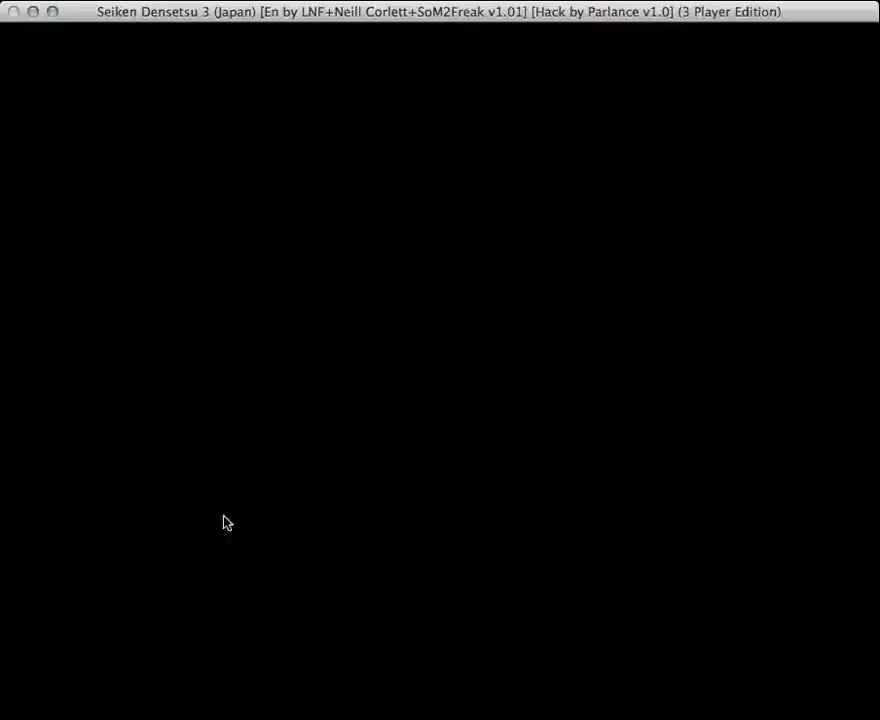 Seiken Densetsu 3 (Japan) [En by LNF+Neill Corlett+SoM2Freak v1.01] [Hack by Parlance v1.0] (3 Player Edition)